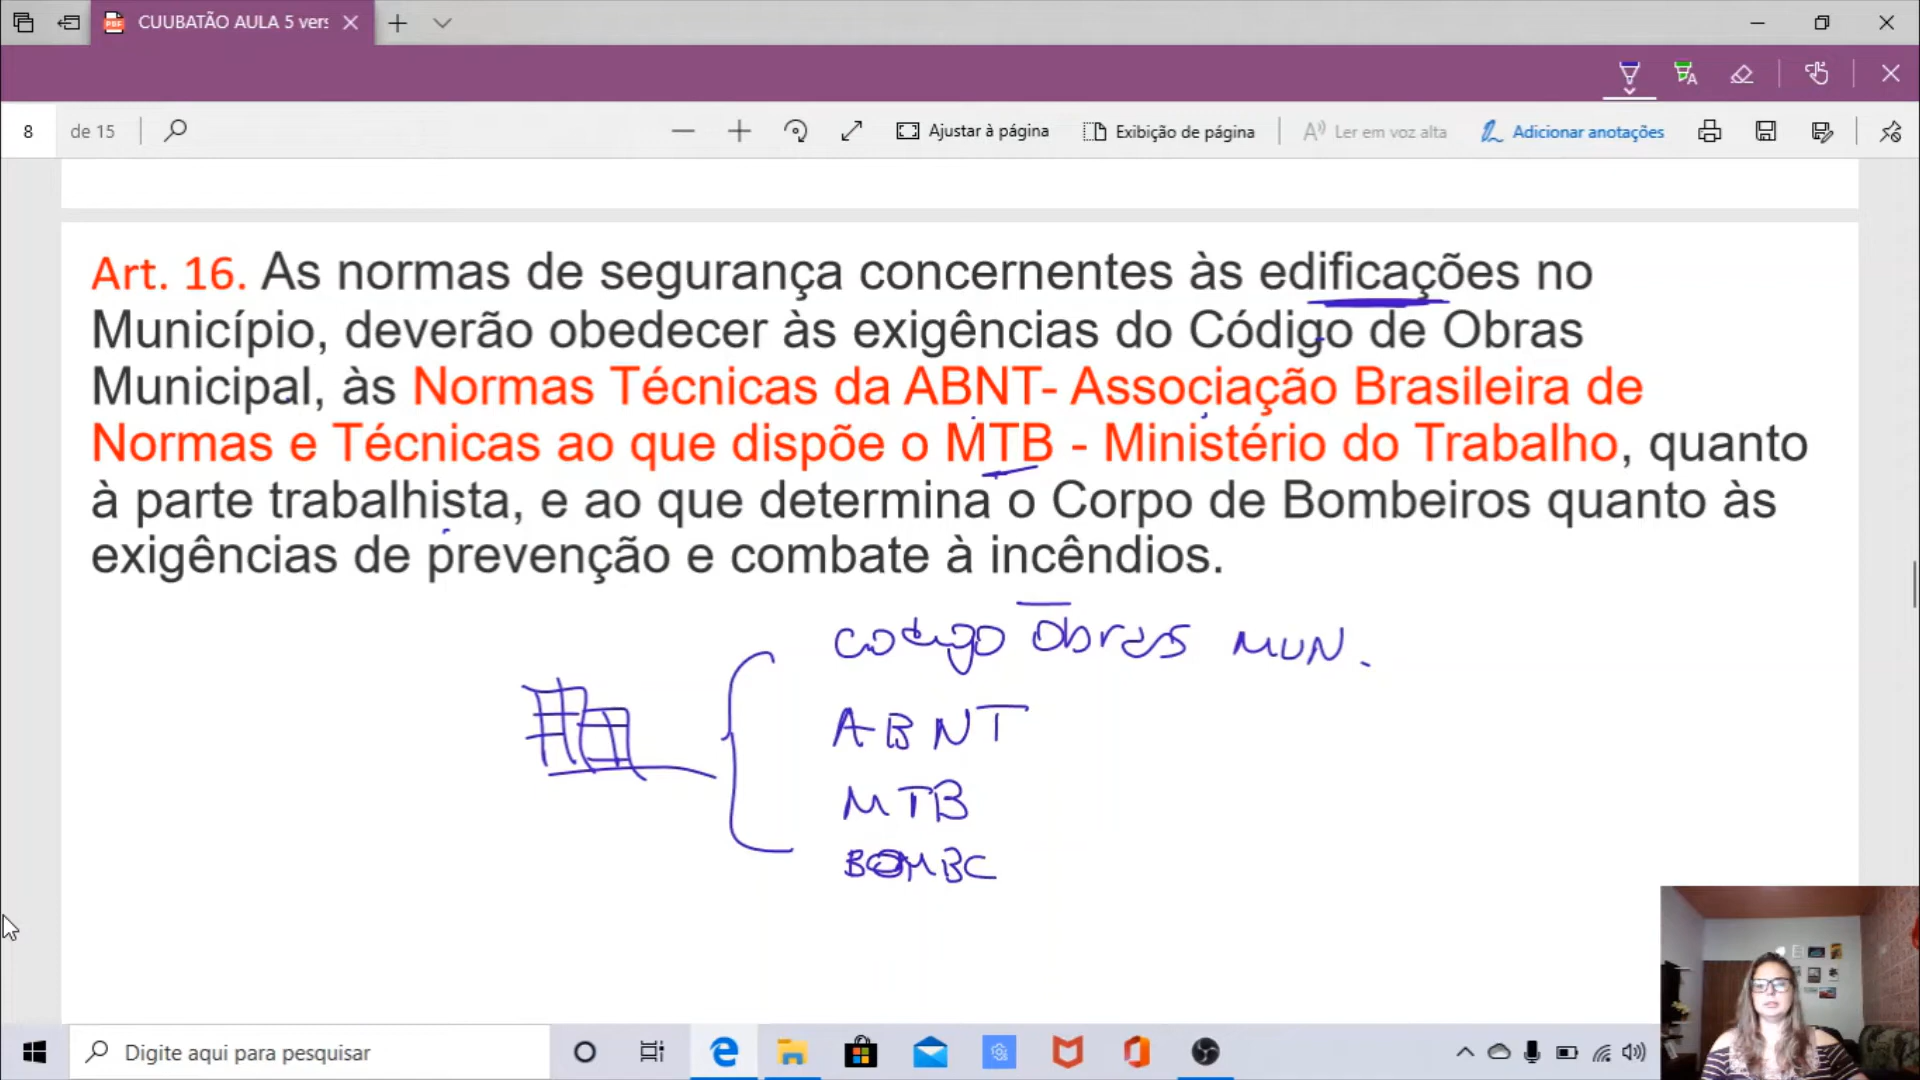 CUUBATÃO AULA 5 vers
8 de 15
Ajustar à página
Exibição de página
Ler em voz alta
Adicionar anotações
Art. 16. As normas de segurança concernentes às edificações no
Município, deverão obedecer às exigências do Código de Obras
Municipal, às Normas Técnicas da ABNT- Associação Brasileira de
Normas e Técnicas ao que dispõe o MTB - Ministério do Trabalho, quanto
à parte trabalhista, e ao que determina o Corpo de Bombeiros quanto às
exigências de prevenção e combate à incêndios.
Codigo Obras MUN.
ABNT
MTB
BOMBC
Digite aqui para pesquisar